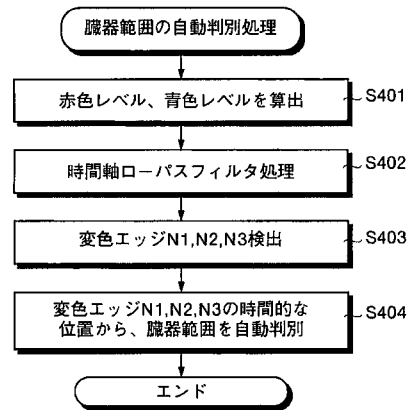 臓器範囲の自動判別処理
赤色レベル、青色レベルを算出
S401
時間軸ローパスフィルタ処理
S402
変色エッジN1,N2,N3検出
S403
変色エッジN1,N2,N3の時間的な
位置から、臓器範囲を自動判別
S404
エンド